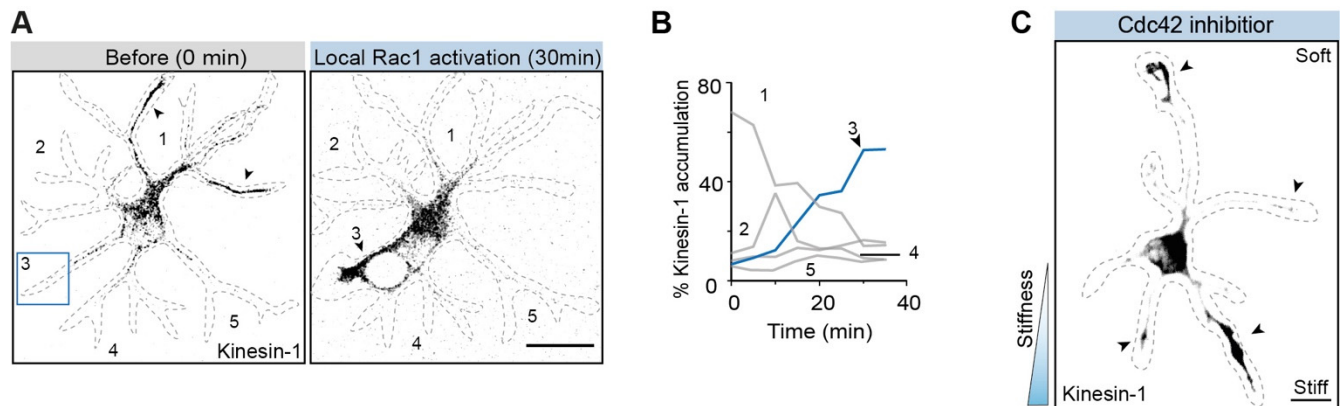 A
Before (0 min)
Local Rac1 activation (30min)
1
2
3
4
5
Kinesin-1
1
2
3
4
5
B
% Kinesin-1 accumulation
80
40
0
1
2
3
4
5
0
20
40
Time (min)
C
Cdc42 inhibitior
Soft
Stiffness
Kinesin-1
Stiff